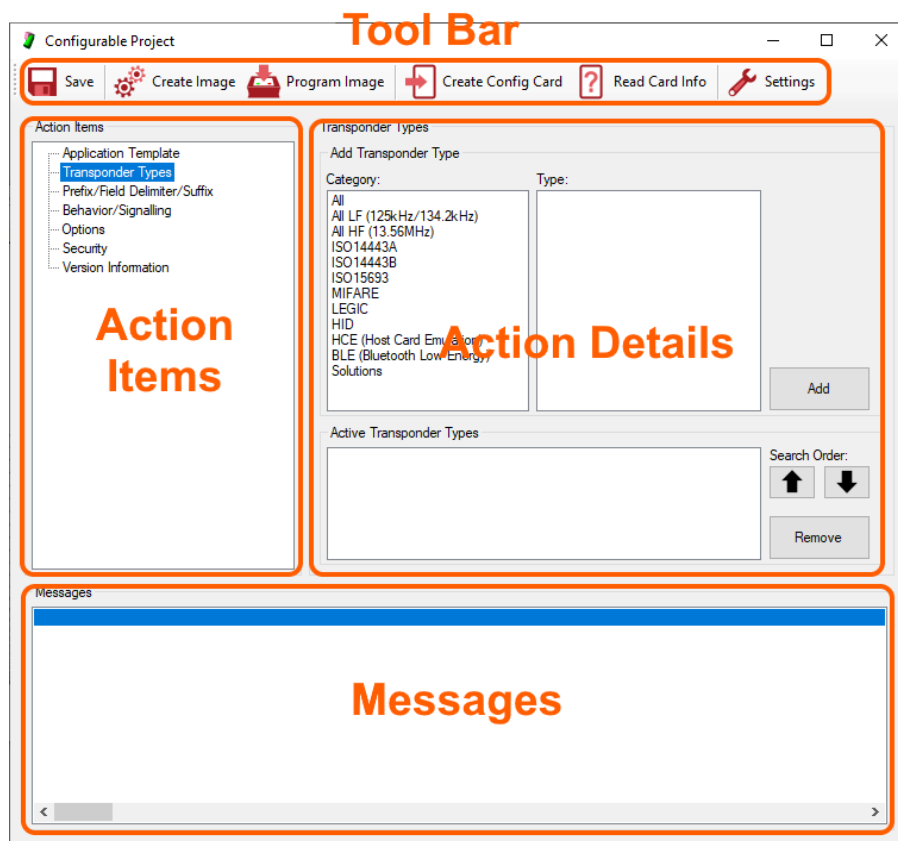 Tool Bar
Configurable Project
Save Create Image Program Image Create Config Card Read Card Info Settings
Action Items
Application Template
Transponder Types
Prefix/Field Delimiter/Suffix
Behavior/Signalling
Options
Security
Version Information
Action
Items
Transponder Types
Add Transponder Type
Category:
All
All LF (125kHz/134.2kHz)
All HF (13.56MHz)
ISO14443A
ISO14443B
ISO15693
MIFARE
LEGIC
HID
HCE (Host Card Emulation)
BLE (Bluetooth Low Energy)
Solutions
Type:
Action Details
Add
Active Transponder Types
Search Order:
Remove
Messages
Messages